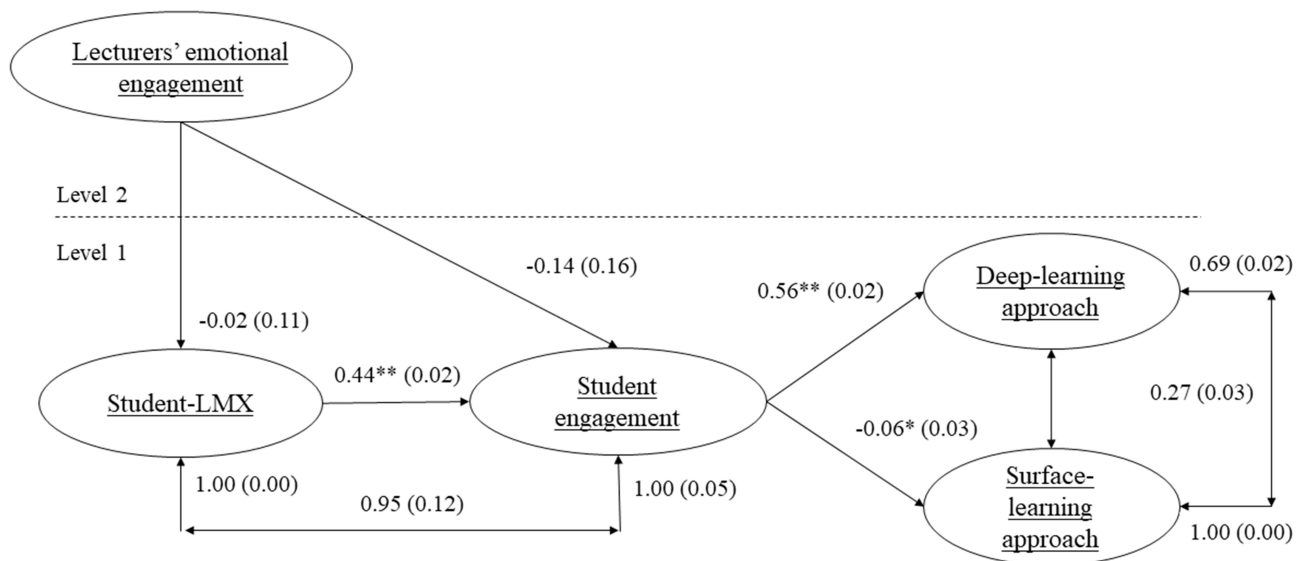 Lecturers’ emotional
engagement
Level 2
Level 1
-0.14 (0.16)
-0.02 (0.11)
Student-LMX
0.44** (0.02)
Student
engagement
0.56** (0.02)
-0.06* (0.03)
Deep-learning
approach
0.69 (0.02)
0.27 (0.03)
Surface-
learning
approach
1.00 (0.00)
1.00 (0.00)
0.95 (0.12)
1.00 (0.05)